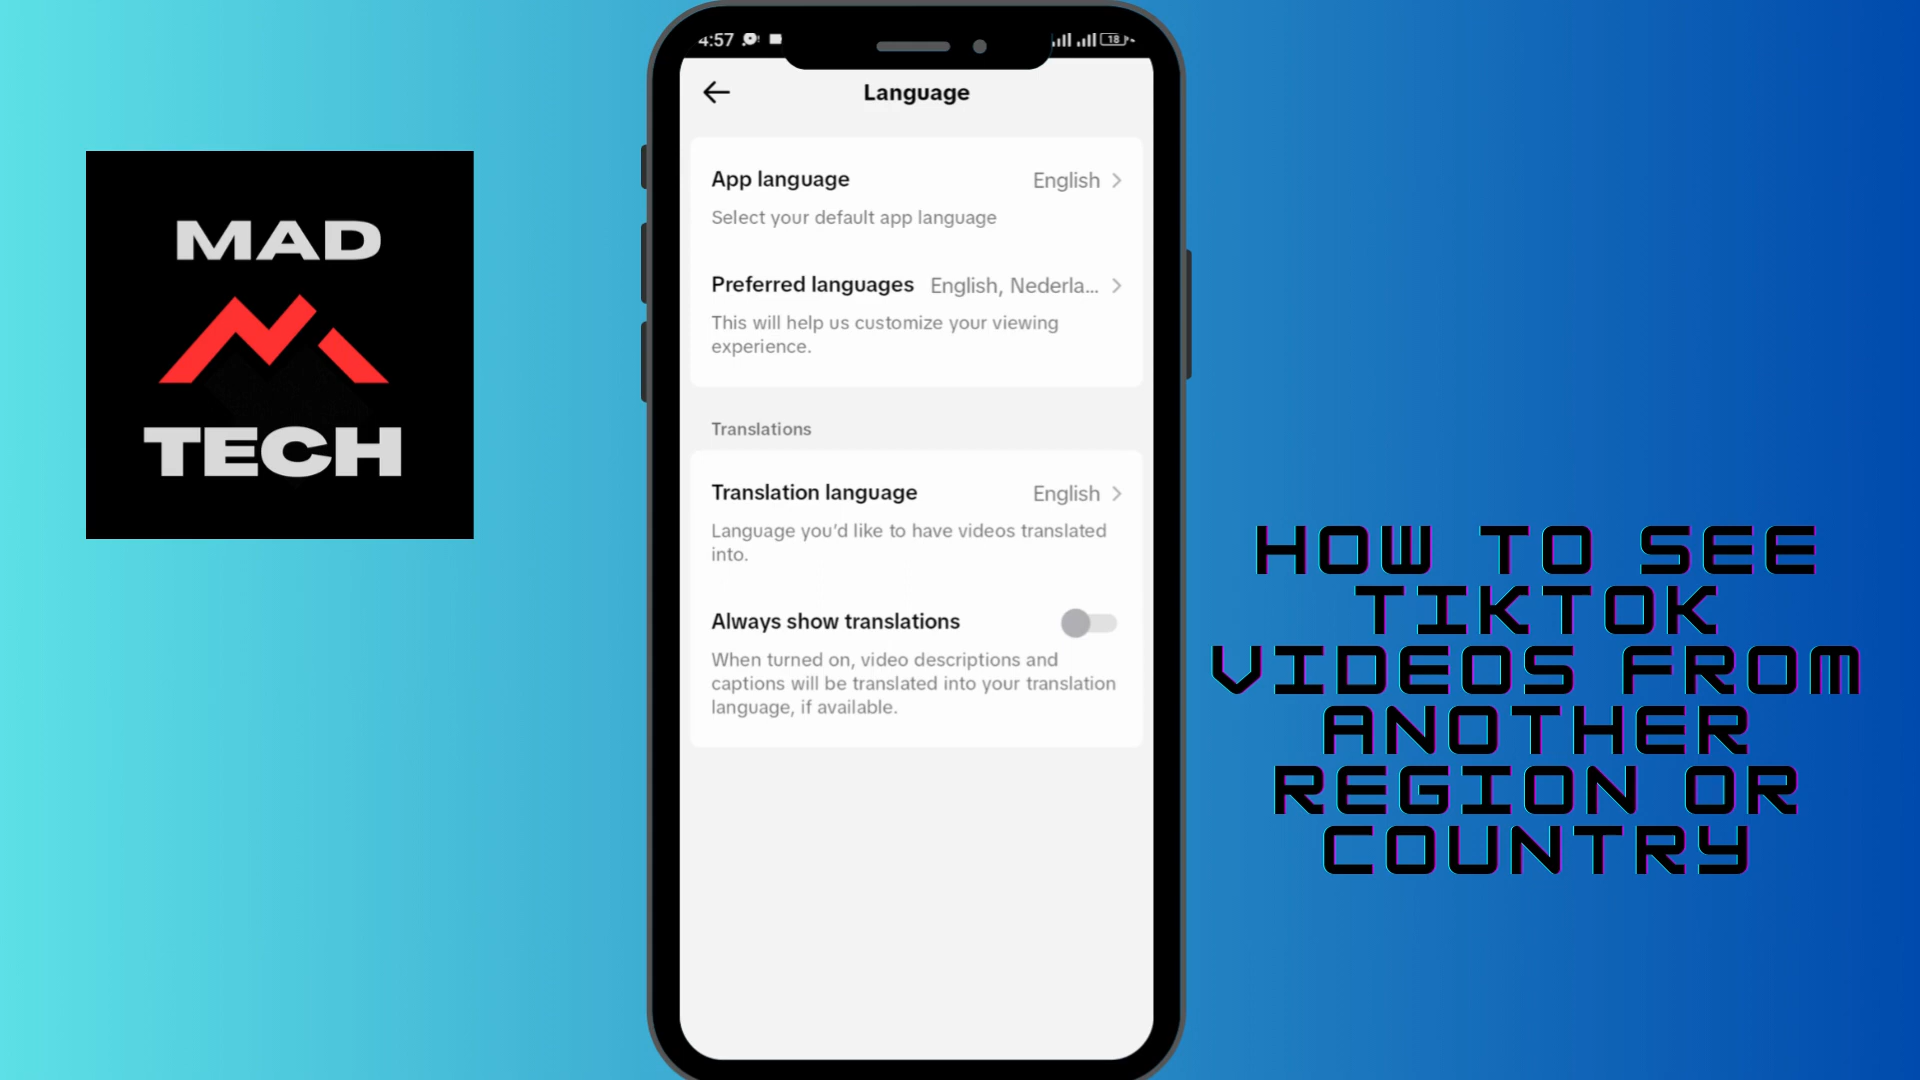 MAD
TECH
4:57
18
Language
App language English
Select your default app language
Preferred languages English, Nederla...
This will help us customize your viewing
experience.
Translations
Translation language English
Language you’d like to have videos translated
into.
Always show translations
When turned on, video descriptions and
captions will be translated into your translation
language, if available.
HOW TO SEE
TIKTOK
VIDEOS FROM
ANOTHER
REGION OR
COUNTRY